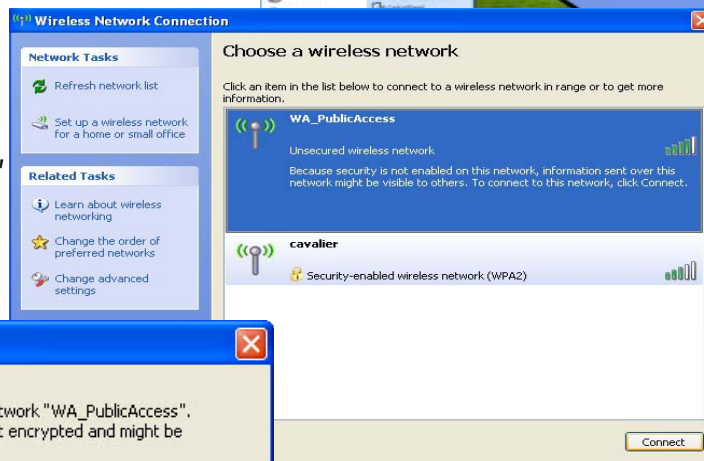 Wireless Network Connection
Network Tasks
Refresh network list
Set up a wireless network
for a home or small office
Related Tasks
Learn about wireless
networking
Change the order of
preferred networks
Change advanced
settings
Choose a wireless network
Click an item in the list below to connect to a wireless network in range or to get more
information.
WA_PublicAccess
Unsecured wireless network
Because security is not enabled on this network, information sent over this
network might be visible to others. To connect to this network, click Connect.
cavalier
Security-enabled wireless network (WPA2)
"WA_PublicAccess".
encrypted and might be
Connect